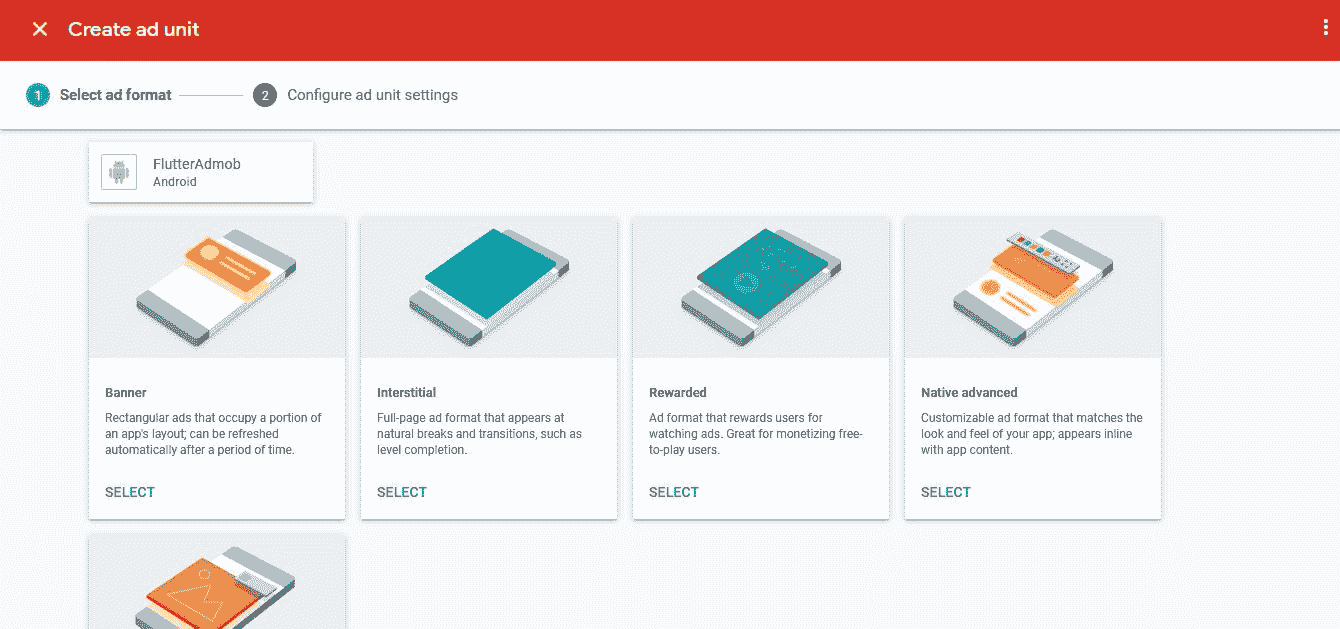 Create ad unit
1 Select ad format 2 Configure ad unit settings
FlutterAdmob
Android
Banner
Rectangular ads that occupy a portion of
an app's layout; can be refreshed
automatically after a period of time.
SELECT
Interstitial
Full-page ad format that appears at
natural breaks and transitions, such as
level completion.
SELECT
Rewarded
Ad format that rewards users for
watching ads. Great for monetizing free-
to-play users.
SELECT
Native advanced
Customizable ad format that matches the
look and feel of your app; appears inline
with app content.
SELECT